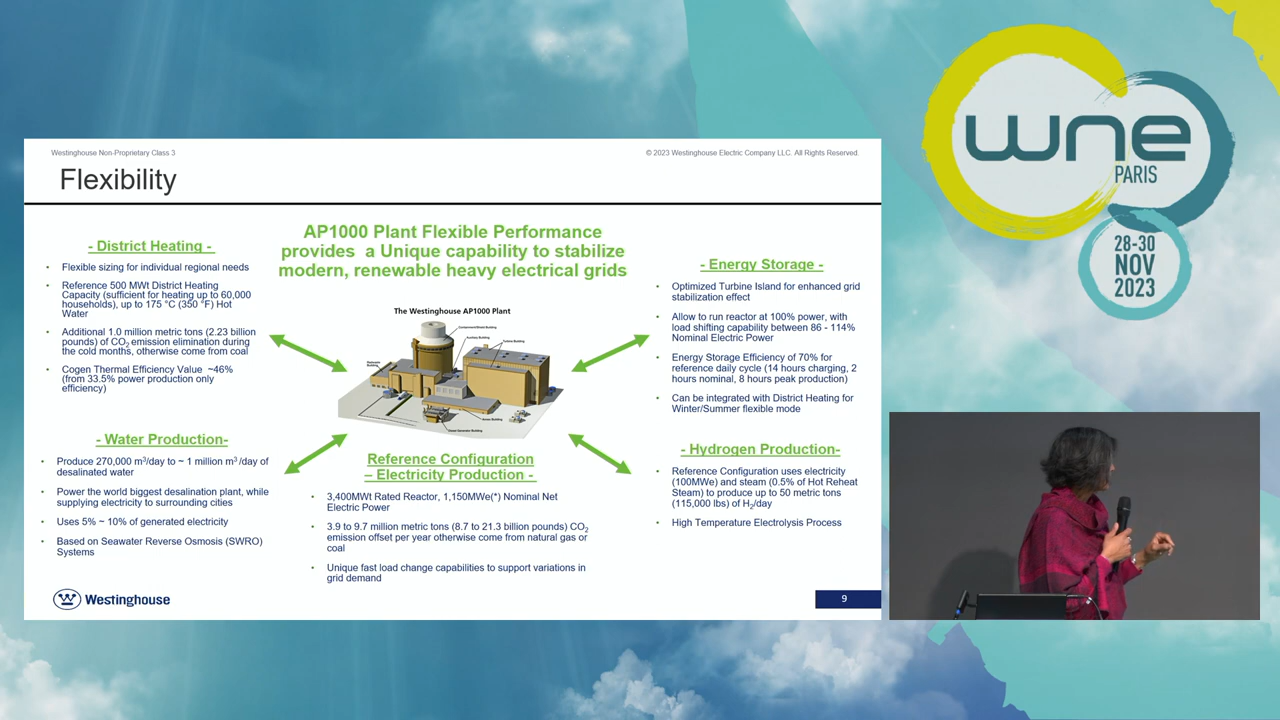 Westinghouse Non-Proprietary Class 3
© 2023 Westinghouse Electric Company LLC. All Rights Reserved.
Flexibility
- District Heating -
• Flexible sizing for individual regional needs
• Reference 500 MWt District Heating
Capacity (sufficient for heating up to 60,000
households), up to 175 °C (350 °F) Hot
Water
• Additional 1.0 million metric tons (2.23 billion
pounds) of CO2 emission elimination during
the cold months, otherwise come from coal
• Cogen Thermal Efficiency Value ~46%
(from 33.5% power production only
efficiency)
- Water Production-
• Produce 270,000 m³/day to ~ 1 million m³ /day of
desalinated water
• Power the world biggest desalination plant, while
supplying electricity to surrounding cities
• Uses 5% ~ 10% of generated electricity
• Based on Seawater Reverse Osmosis (SWRO)
Systems
AP1000 Plant Flexible Performance
provides a Unique capability to stabilize
modern, renewable heavy electrical grids
The Westinghouse AP1000 Plant
Containment/Shield Building
Auxiliary Building
Turbine Building
Building
Annex Building
Diesel Generator Building
Reference Configuration
– Electricity Production -
• 3,400MWt Rated Reactor, 1,150MWe(*) Nominal Net
Electric Power
• 3.9 to 9.7 million metric tons (8.7 to 21.3 billion pounds) CO2
emission offset per year otherwise come from natural gas or
coal
• Unique fast load change capabilities to support variations in
grid demand
- Energy Storage -
• Optimized Turbine Island for enhanced grid
stabilization effect
• Allow to run reactor at 100% power, with
load shifting capability between 86 - 114%
Nominal Electric Power
• Energy Storage Efficiency of 70% for
reference daily cycle (14 hours charging, 2
hours nominal, 8 hours peak production)
• Can be integrated with District Heating for
Winter/Summer flexible mode
- Hydrogen Production-
• Reference Configuration uses electricity
(100MWe) and steam (0.5% of Hot Reheat
Steam) to produce up to 50 metric tons
(115,000 lbs) of H2/day
• High Temperature Electrolysis Process
Westinghouse
9
wne
PARIS
28-30
NOV
2023